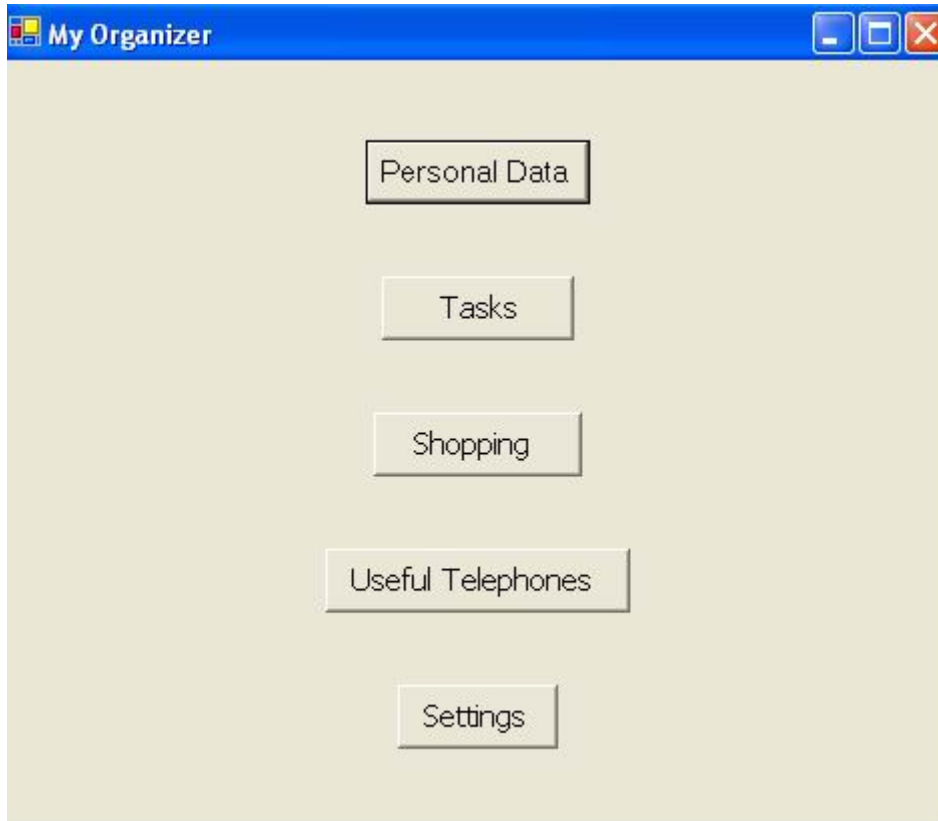 My Organizer
Personal Data
Tasks
Shopping
Useful Telephones
Settings